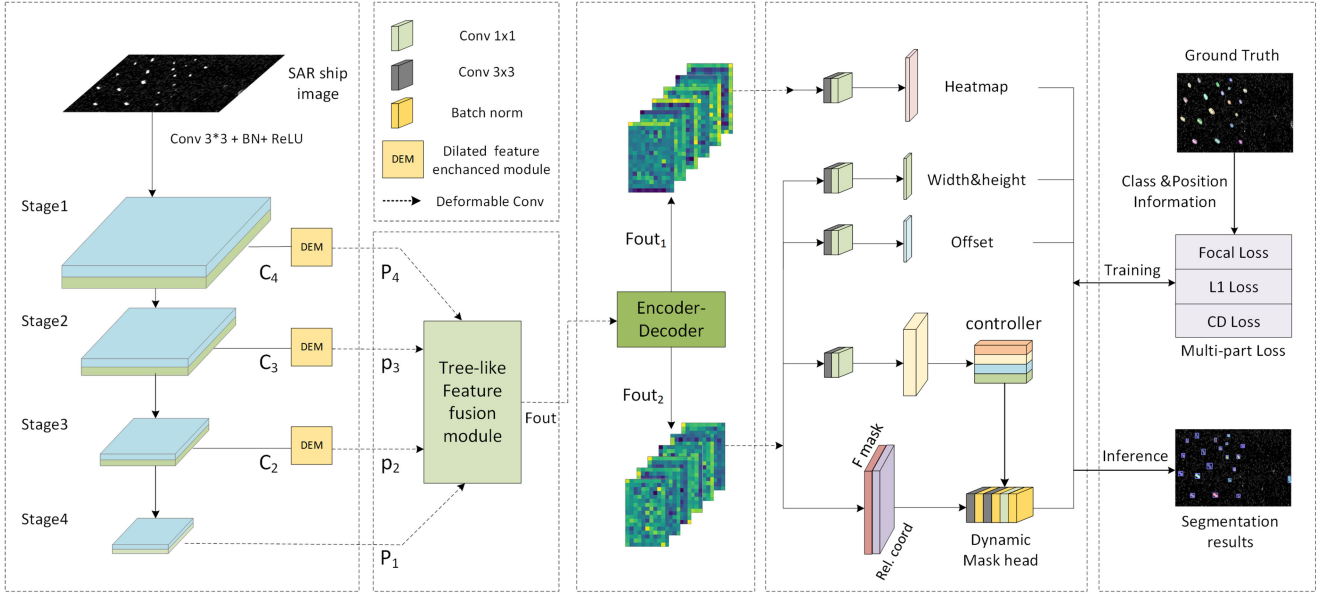 SAR ship
image
Conv 3*3 + BN+ ReLU
Stage1
C4
DEM
Stage2
C3
DEM
Stage3
C2
DEM
Stage4
Conv 1x1
Conv 3x3
Batch norm
DEM
Dilated feature
enchanced module
Deformable Conv
P4
p3
p2
P1
Tree-like
Feature
fusion
module
Fout
Fout1
Encoder-
Decoder
Fout2
Heatmap
Width&height
Offset
controller
F mask
Rel. coord
Dynamic
Mask head
Ground Truth
Class &Position
Information
Training
Focal Loss
L1 Loss
CD Loss
Multi-part Loss
Inference
Segmentation
results